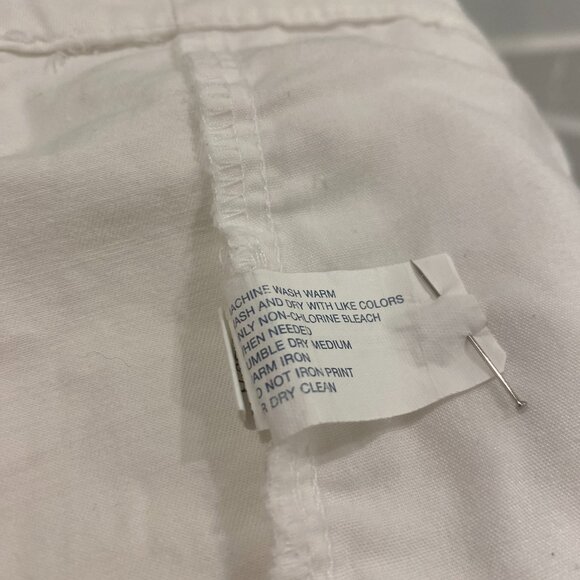 ACHINE WASH WARM
ASH AND DRY WITH LIKE COLORS
NLY NON-CHLORINE BLEACH
HEN NEEDED
UMBLE DRY MEDIUM
ARM IRON
O NOT IRON PRINT
R DRY CLEAN